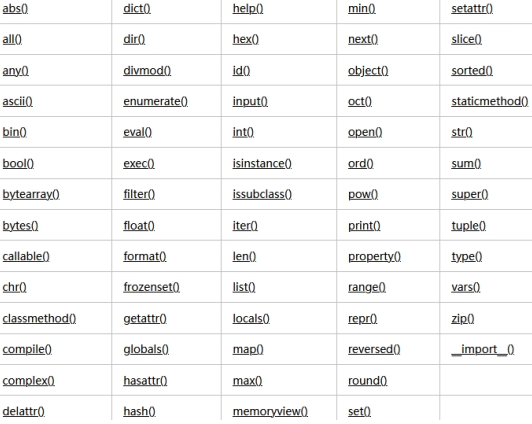 abs() dict() help() min() setattr()
all() dir() hex() next() slice()
any() divmod() id() object() sorted()
ascii() enumerate() input() oct() staticmethod()
bin() eval() int() open() str()
bool() exec() isinstance() ord() sum()
bytearray() filter() issubclass() pow() super()
bytes() float() iter() print() tuple()
callable() format() len() property() type()
chr() frozenset() list() range() vars()
classmethod() getattr() locals() repr() zip()
compile() globals() map() reversed() __import__()
complex() hasattr() max() round()
delattr() hash() memoryview() set()